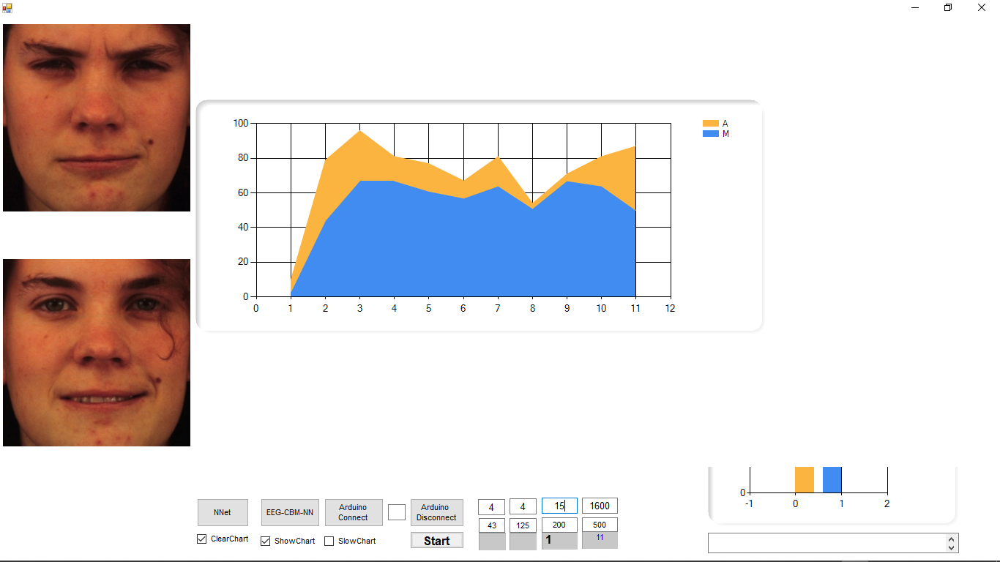 100
A
M
80
60
40
20
0
0 1 2 3 4 5 6 7 8 9 10 11 12
0
-1 0 1 2
NNet
EEG-CBM-NN
Arduino
Connect
Arduino
Disconnect
4 4 15 1600
43 125 200 500
ClearChart
ShowChart
SlowChart
Start
1 11